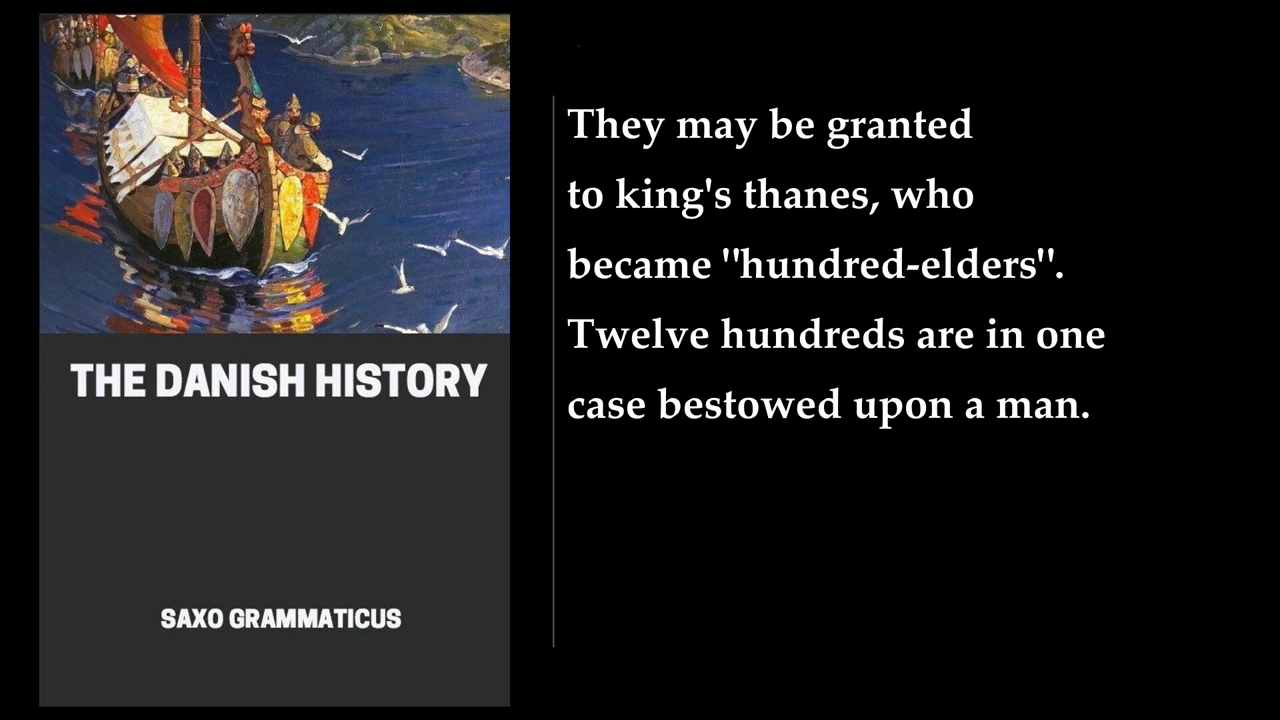 THE DANISH HISTORY
SAXO GRAMMATICUS
They may be granted
to king's thanes, who
became "hundred-elders".
Twelve hundreds are in one
case bestowed upon a man.